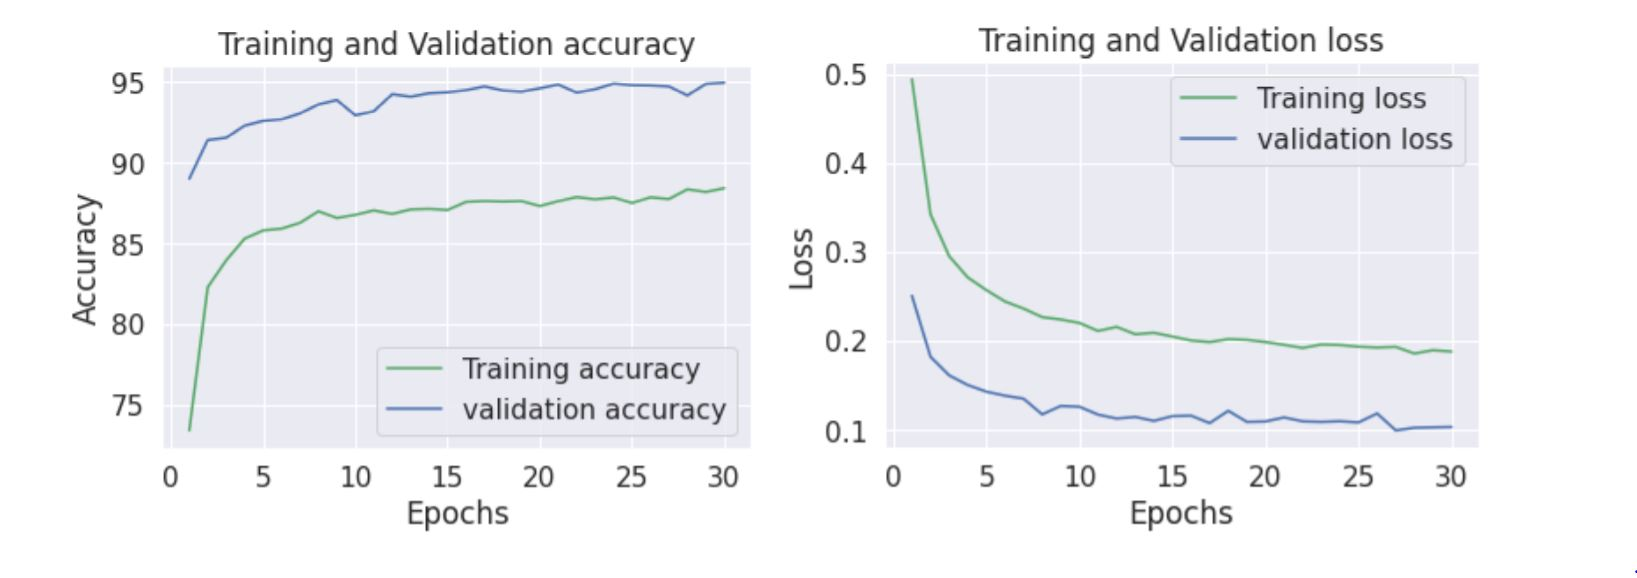 Training and Validation accuracy
95
90
85
80
75
Accuracy
Training accuracy
validation accuracy
0 5 10 15 20 25 30
Epochs
Training and Validation loss
0.5
0.4
0.3
0.2
0.1
Loss
Training loss
validation loss
0 5 10 15 20 25 30
Epochs